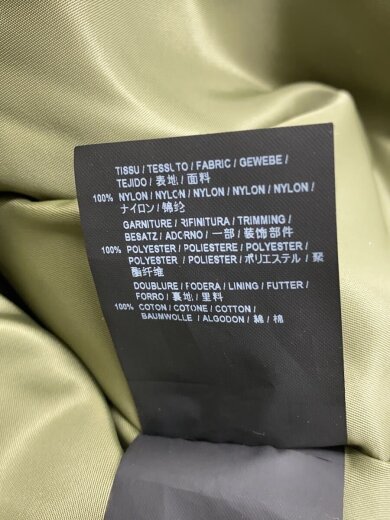 TISSU / TESSLTO / FABRIC / GEWEBE /
TEJIDO / 表地 / 面料
100% NYLON / NYLON / NYLON / NYLON / NYLON /
ナイロン / 锦纶
GARNITURE / RIFINITURA / TRIMMING /
BESATZ / ADORNO / 一部 / 装饰部件
100% POLYESTER / POLIESTERE / POLYESTER /
POLYESTER / POLIESTER / ポリエステル / 聚
酯纤维
DOUBLURE / FODERA / LINING / FUTTER /
FORRO / 裏地 / 里料
100% COTON / COTONE / COTTON /
BAUMWOLLE / ALGODON / 綿 / 棉